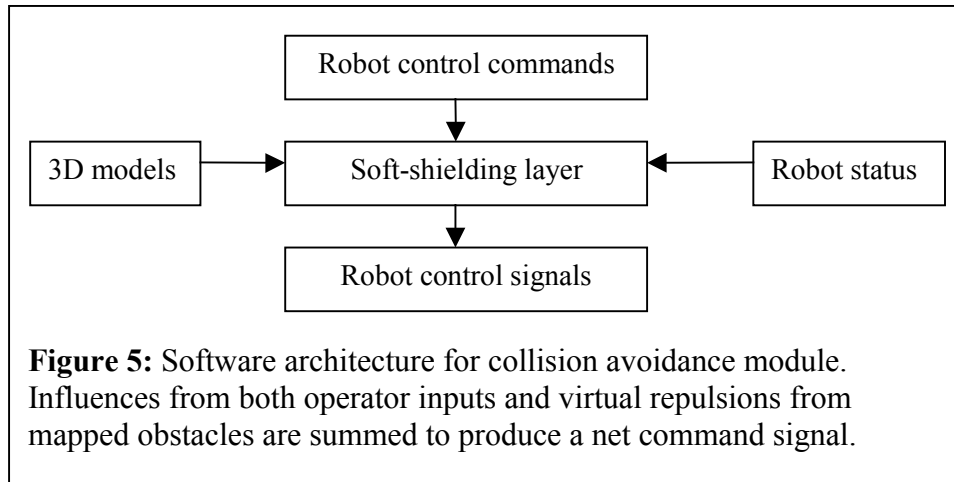 Robot control commands
3D models
Soft-shielding layer
Robot status
Robot control signals
Figure 5: Software architecture for collision avoidance module.
Influences from both operator inputs and virtual repulsions from
mapped obstacles are summed to produce a net command signal.